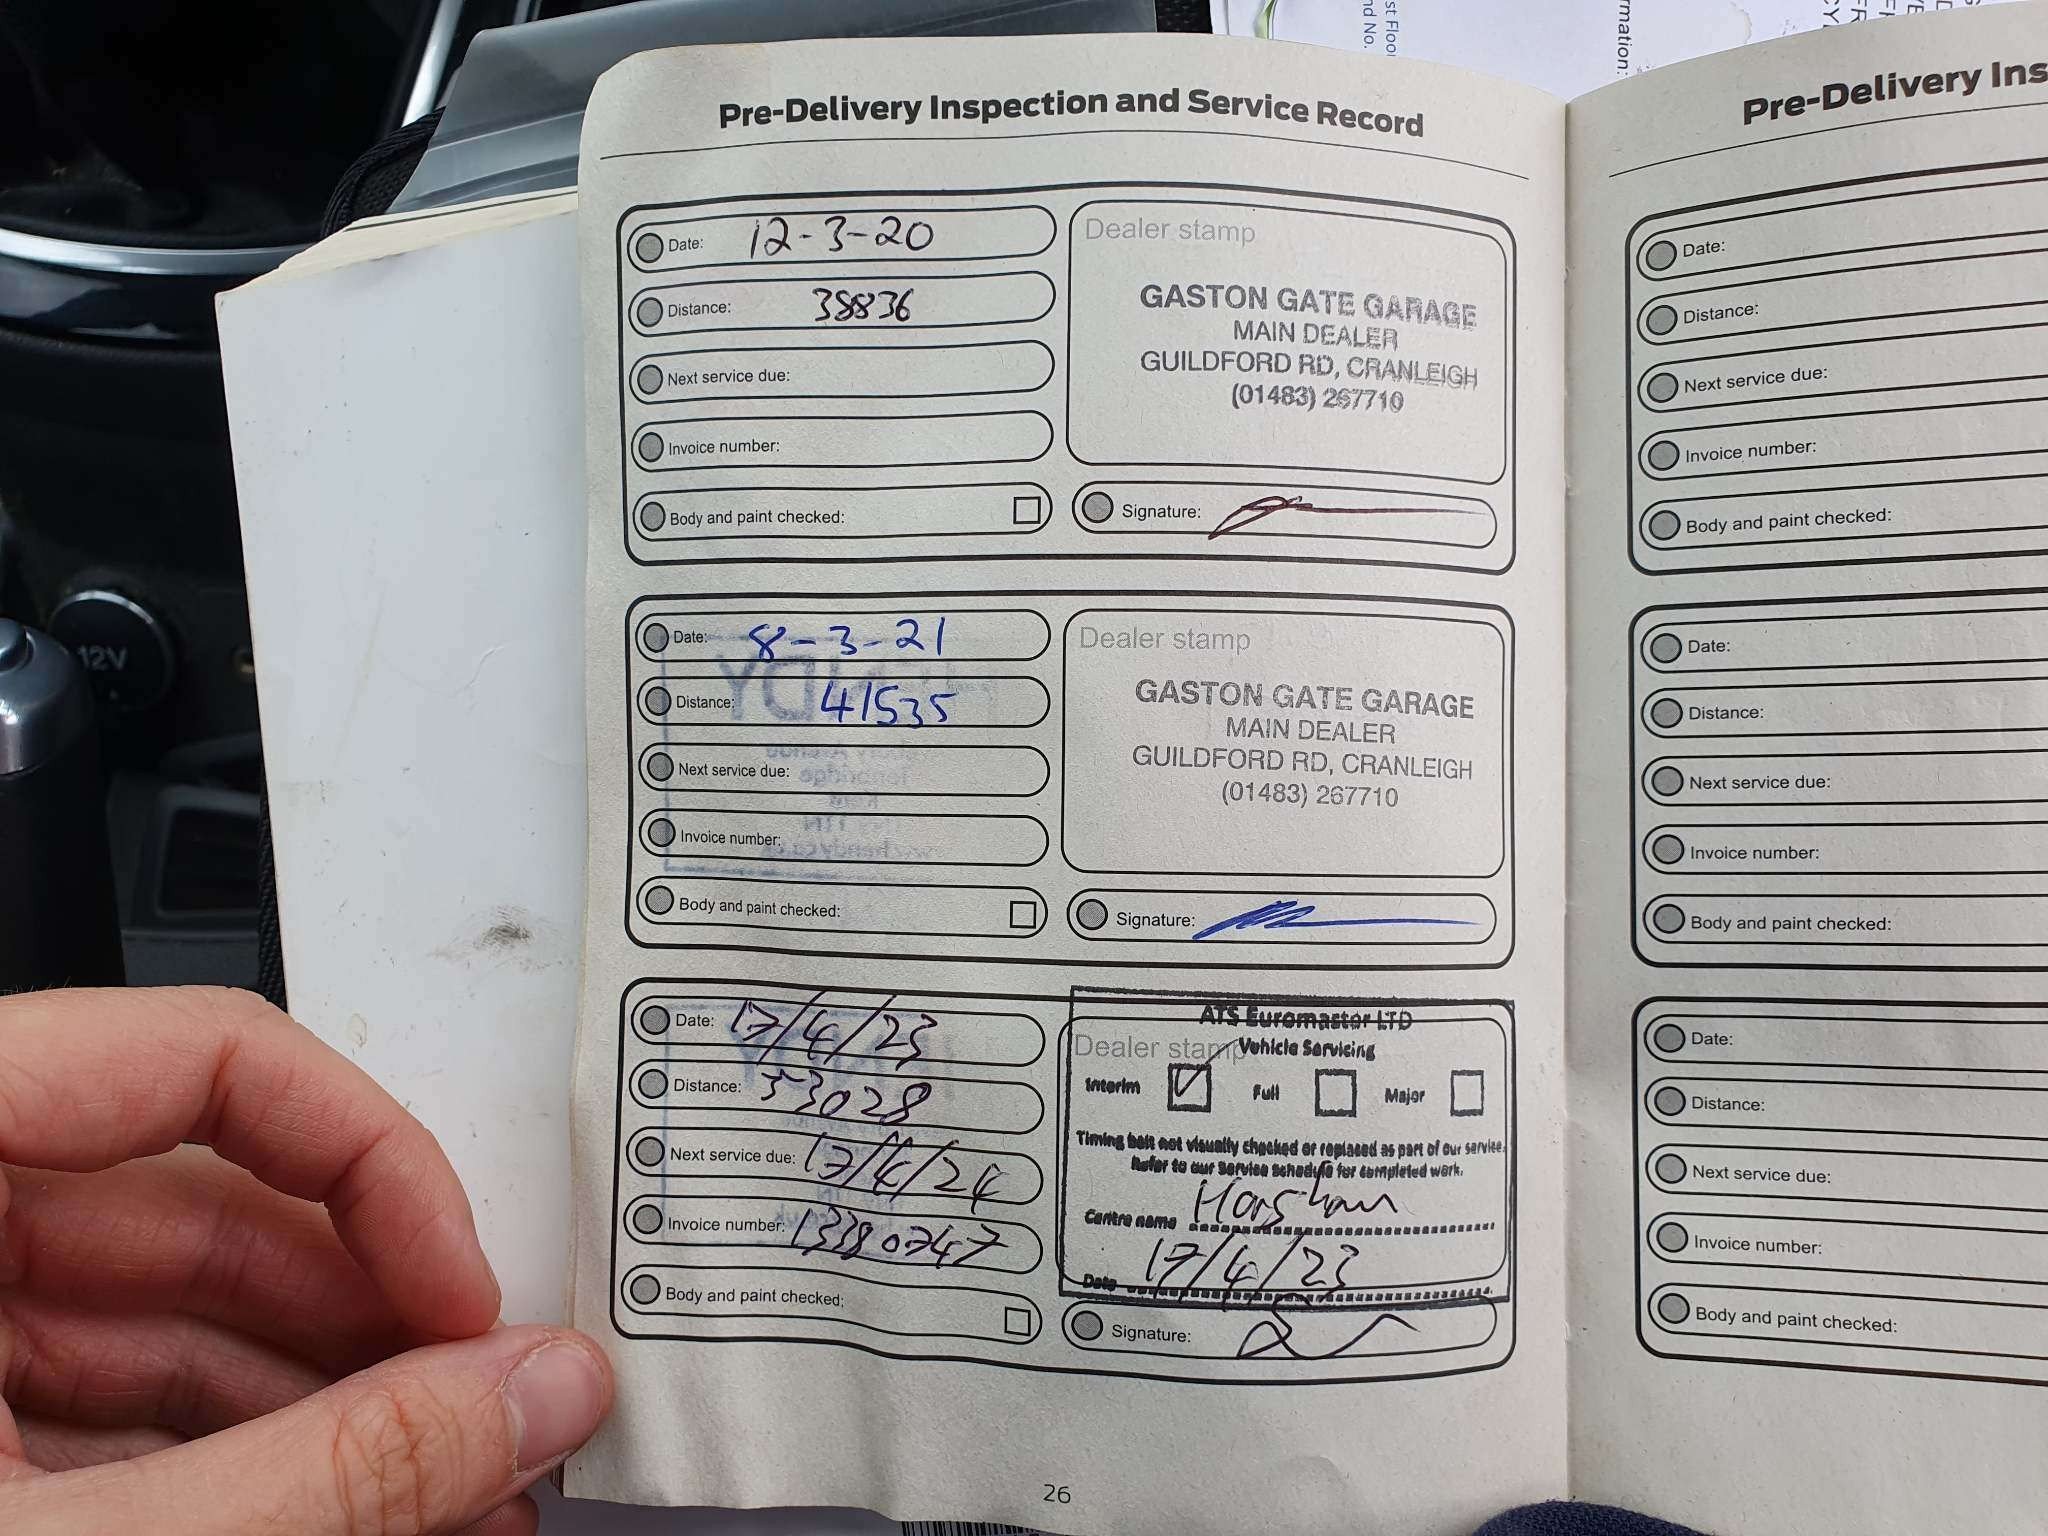 Pre-Delivery Inspection and Service Record
Date: 12-3-20
Distance: 38836
Next service due:
Invoice number:
Body and paint checked:
Dealer stamp
GASTON GATE GARAGE
MAIN DEALER
GUILDFORD RD, CRANLEIGH
(01483) 267710
Signature:
Date: 8-3-21
Distance: 41535
Next service due:
Invoice number:
Body and paint checked:
Dealer stamp
GASTON GATE GARAGE
MAIN DEALER
GUILDFORD RD, CRANLEIGH
(01483) 267710
Signature:
Date: 17/4/23
Distance: 53028
Next service due: 17/4/24
Invoice number: 13380747
Body and paint checked:
ATS Euromaster LTD
Dealer stamp
Vehicle Servicing
Interim Full Major
Timing belt not visually checked or replaced as part of our service.
Refer to our service schedule for completed work.
Centre name Horsham
Date 17/4/23
Signature:
26
Pre-Delivery Ins
Date:
Distance:
Next service due:
Invoice number:
Body and paint checked:
Date:
Distance:
Next service due:
Invoice number:
Body and paint checked:
Date:
Distance:
Next service due:
Invoice number:
Body and paint checked:
12V
st Floo
nd No.
rmation: